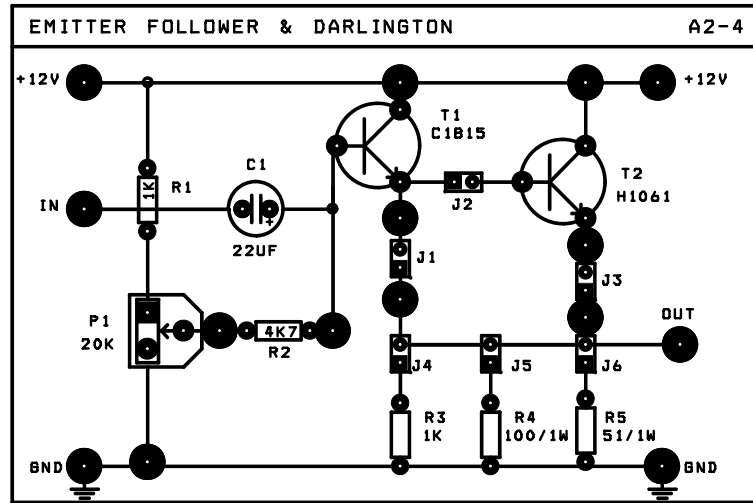 EMITTER FOLLOWER & DARLINGTON A2-4
+12V +12V
T1
C1815
C1 T2
H1061
1K R1
IN J2
+
22UF
J1 J3
P1
20K
OUT
4K7
R2
J4 J5 J6
R3 R4 R5
1K 100/1W 51/1W
GND GND